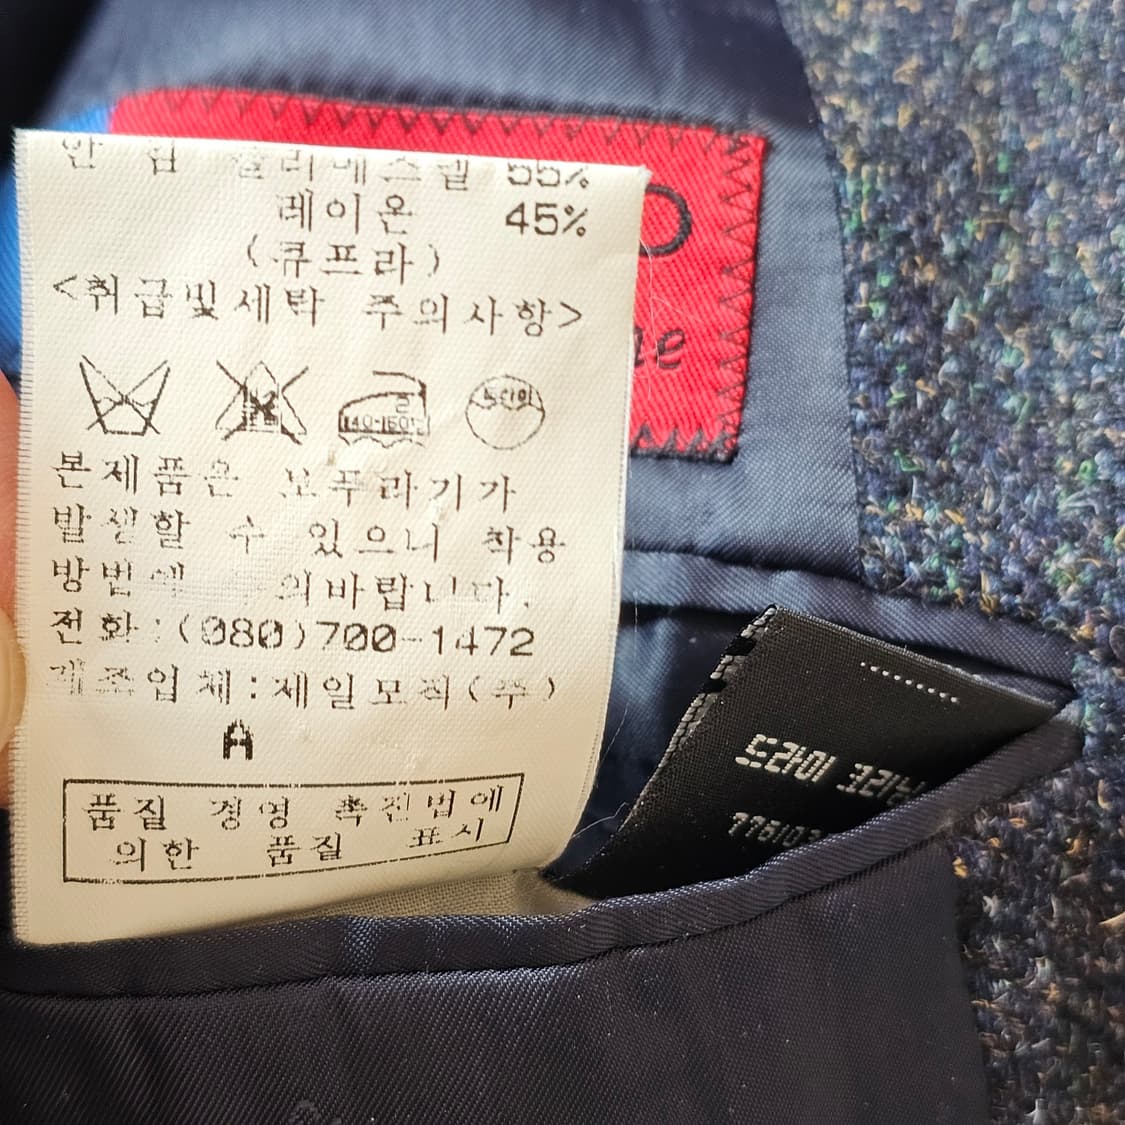 안 감 폴리에스텔 55%
레이온 45%
(큐프라)
<취급및세탁 주의사항>
140-160℃
드라이
본제품은 보푸라기가
발생할 수 있으니 착용
방법에 주의바랍니다.
전화:(080)700-1472
제조업체:제일모직(주)
A
품질 경영 촉진법에
의한 품질 표시
드라이